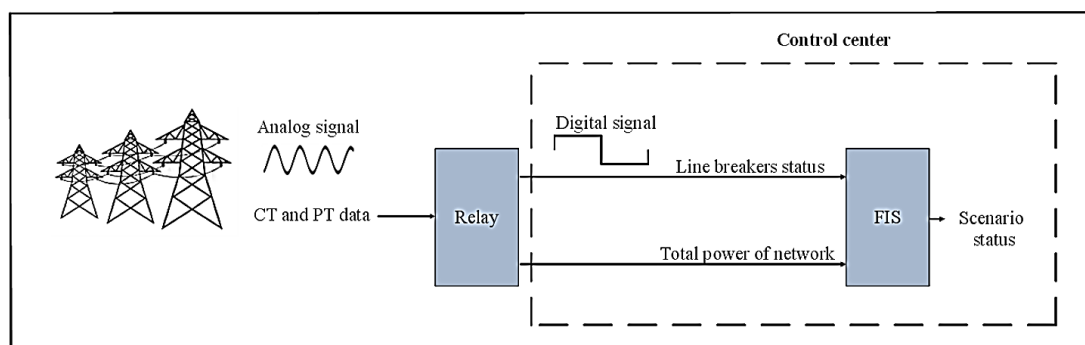 Control center
Analog signal
Digital signal
CT and PT data
Relay
Line breakers status
FIS
Scenario
status
Total power of network